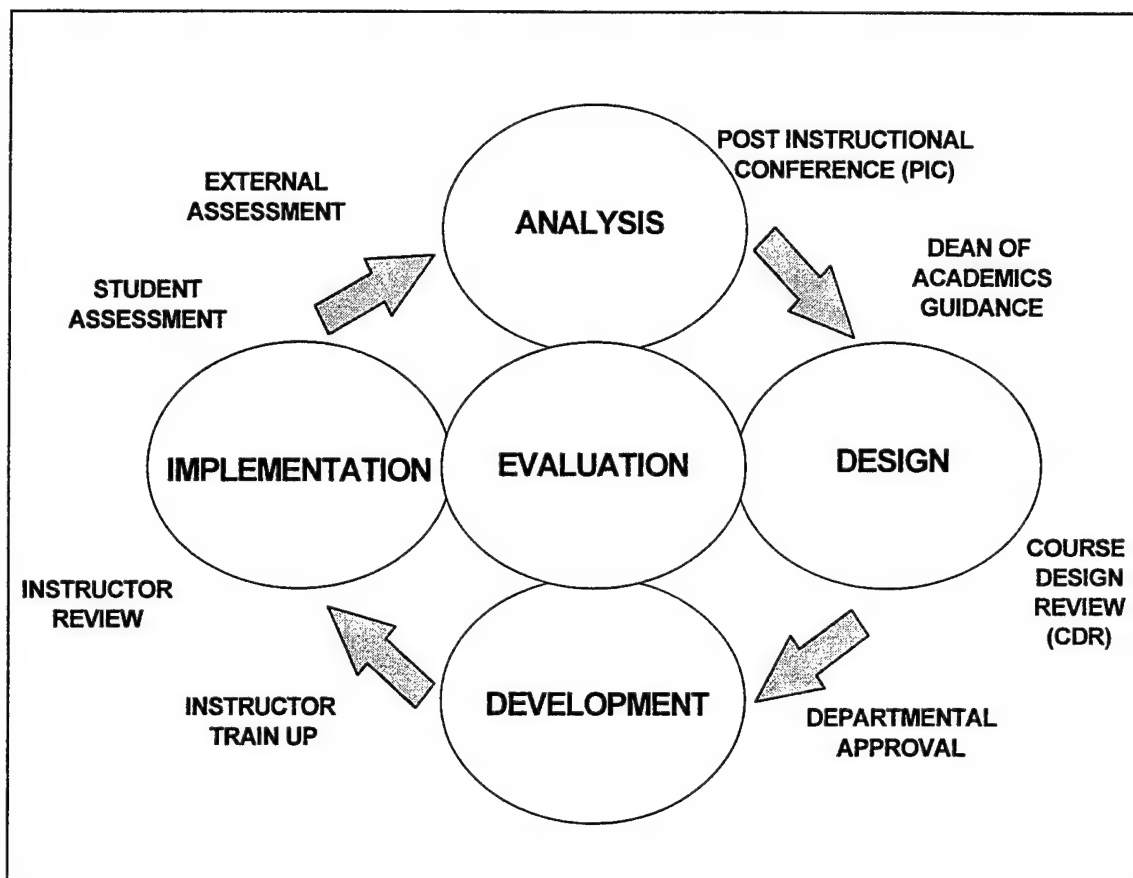 POST INSTRUCTIONAL
CONFERENCE (PIC)
EXTERNAL
ASSESSMENT
ANALYSIS
DEAN OF
ACADEMICS
GUIDANCE
STUDENT
ASSESSMENT
IMPLEMENTATION
EVALUATION
DESIGN
COURSE
DESIGN
REVIEW
(CDR)
INSTRUCTOR
REVIEW
INSTRUCTOR
TRAIN UP
DEVELOPMENT
DEPARTMENTAL
APPROVAL